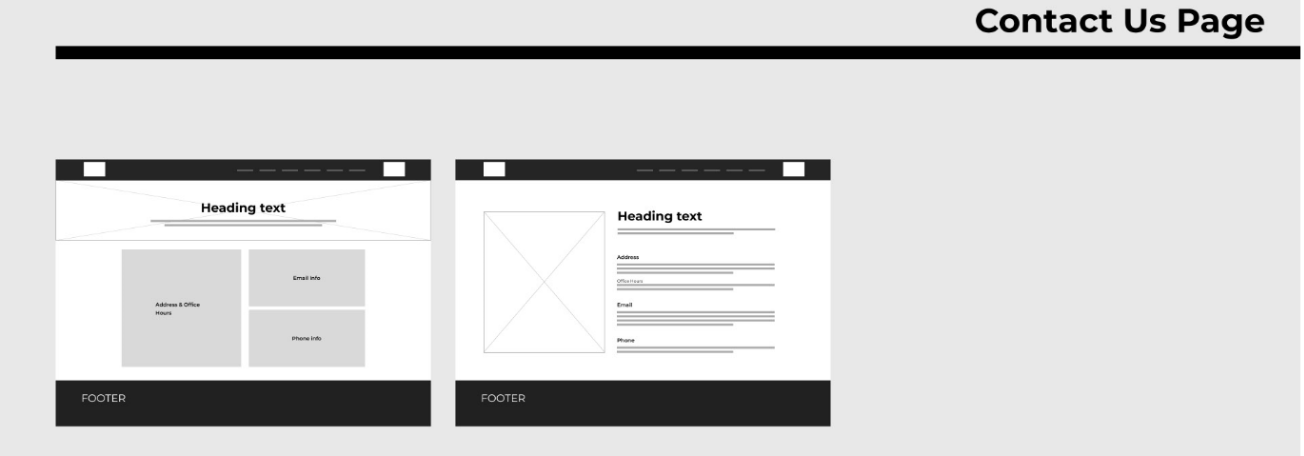 Contact Us Page
Heading text
Email Info
Address & Office
Hours
Phone info
FOOTER
Heading text
Address
Office Hours
Email
Phone
FOOTER